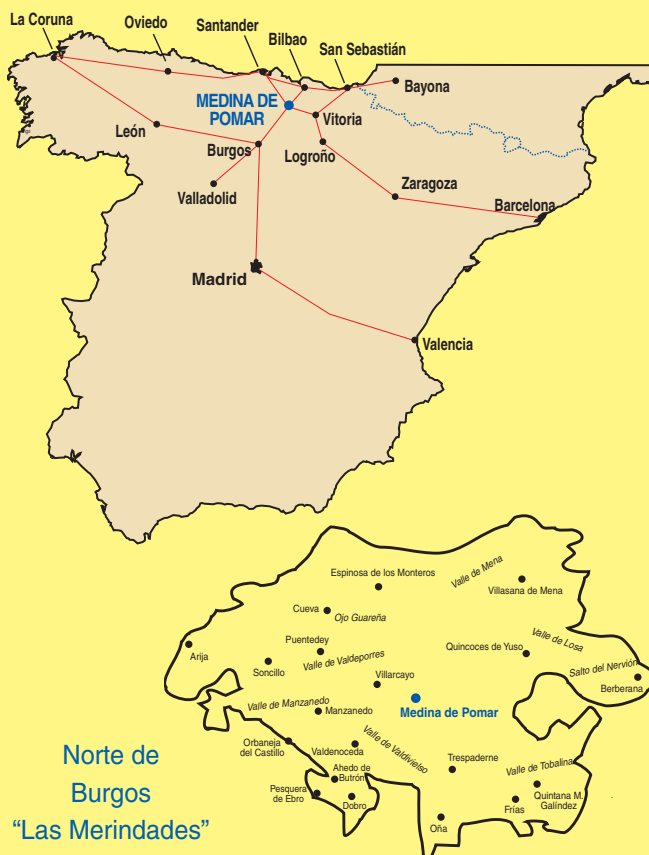 La Coruna
Oviedo
Santander
Bilbao
San Sebastián
Bayona
MEDINA DE
POMAR
León
Vitoria
Burgos
Logroño
Valladolid
Zaragoza
Barcelona
Madrid
Valencia
Espinosa de los Monteros
Valle de Mena
Villasana de Mena
Cueva
Ojo Guareña
Puentedey
Quincoces de Yuso
Valle de Losa
Arija
Soncillo
Valle de Valdeporres
Salto del Nervión
Villarcayo
Berberana
Valle de Manzanedo
Manzanedo
Medina de Pomar
Orbaneja
del Castillo
Valdenoceda
Valle de Valdivielso
Trespaderne
Valle de Tobalina
Ahedo de
Butrón
Pesquera
de Ebro
Dobro
Quintana M.
Galíndez
Frías
Oña
Norte de
Burgos
“Las Merindades”